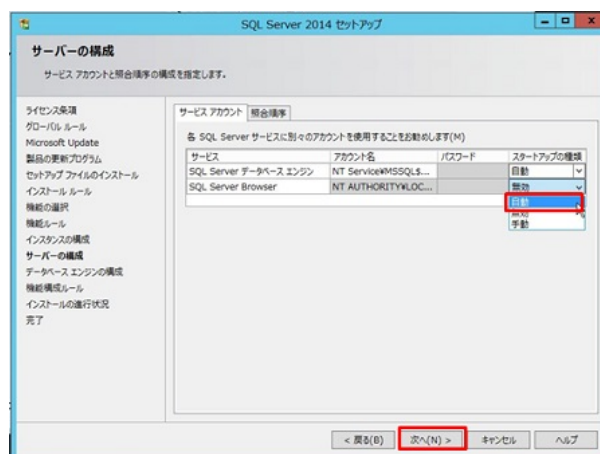 SQL Server 2014 セットアップ
サーバーの構成
サービス アカウントと照合順序の構成を指定します。
ライセンス条項
グローバル ルール
Microsoft Update
製品の更新プログラム
セットアップ ファイルのインストール
インストール ルール
機能の選択
機能ルール
インスタンスの構成
サーバーの構成
データベース エンジンの構成
機能構成ルール
インストールの進行状況
完了
サービス アカウント 照合順序
各 SQL Server サービスに別々のアカウントを使用することをお勧めします(M)
サービス アカウント名 パスワード スタートアップの種類
SQL Server データベース エンジン NT Service¥MSSQL$... 自動
SQL Server Browser NT AUTHORITY¥LOC... 無効
自動
無効
手動
< 戻る(B) 次へ(N) > キャンセル ヘルプ